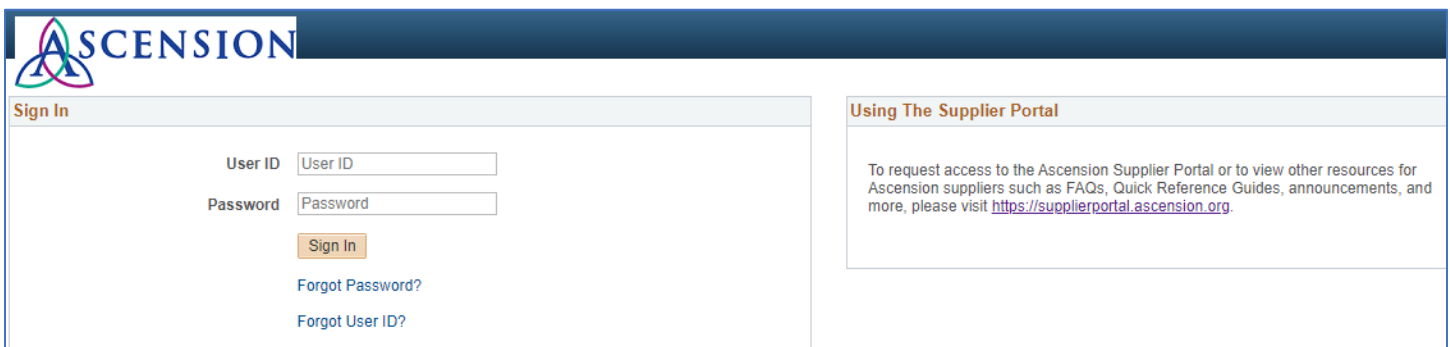 ASCENSION
Sign In
User ID User ID
Password Password
Sign In
Forgot Password?
Forgot User ID?
Using The Supplier Portal
To request access to the Ascension Supplier Portal or to view other resources for
Ascension suppliers such as FAQs, Quick Reference Guides, announcements, and
more, please visit https://supplierportal.ascension.org.